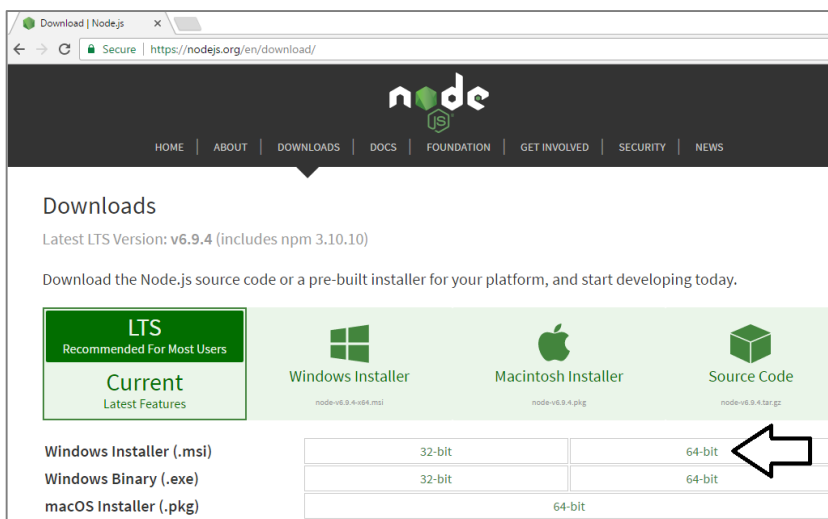 Download | Node.js
Secure | https://nodejs.org/en/download/
node
JS
HOME | ABOUT | DOWNLOADS | DOCS | FOUNDATION | GET INVOLVED | SECURITY | NEWS
Downloads
Latest LTS Version: v6.9.4 (includes npm 3.10.10)
Download the Node.js source code or a pre-built installer for your platform, and start developing today.
LTS
Recommended For Most Users
Current
Latest Features
Windows Installer
node-v6.9.4-x64.msi
Macintosh Installer
node-v6.9.4.pkg
Source Code
node-v6.9.4.tar.gz
Windows Installer (.msi) 32-bit 64-bit
Windows Binary (.exe) 32-bit 64-bit
macOS Installer (.pkg) 64-bit